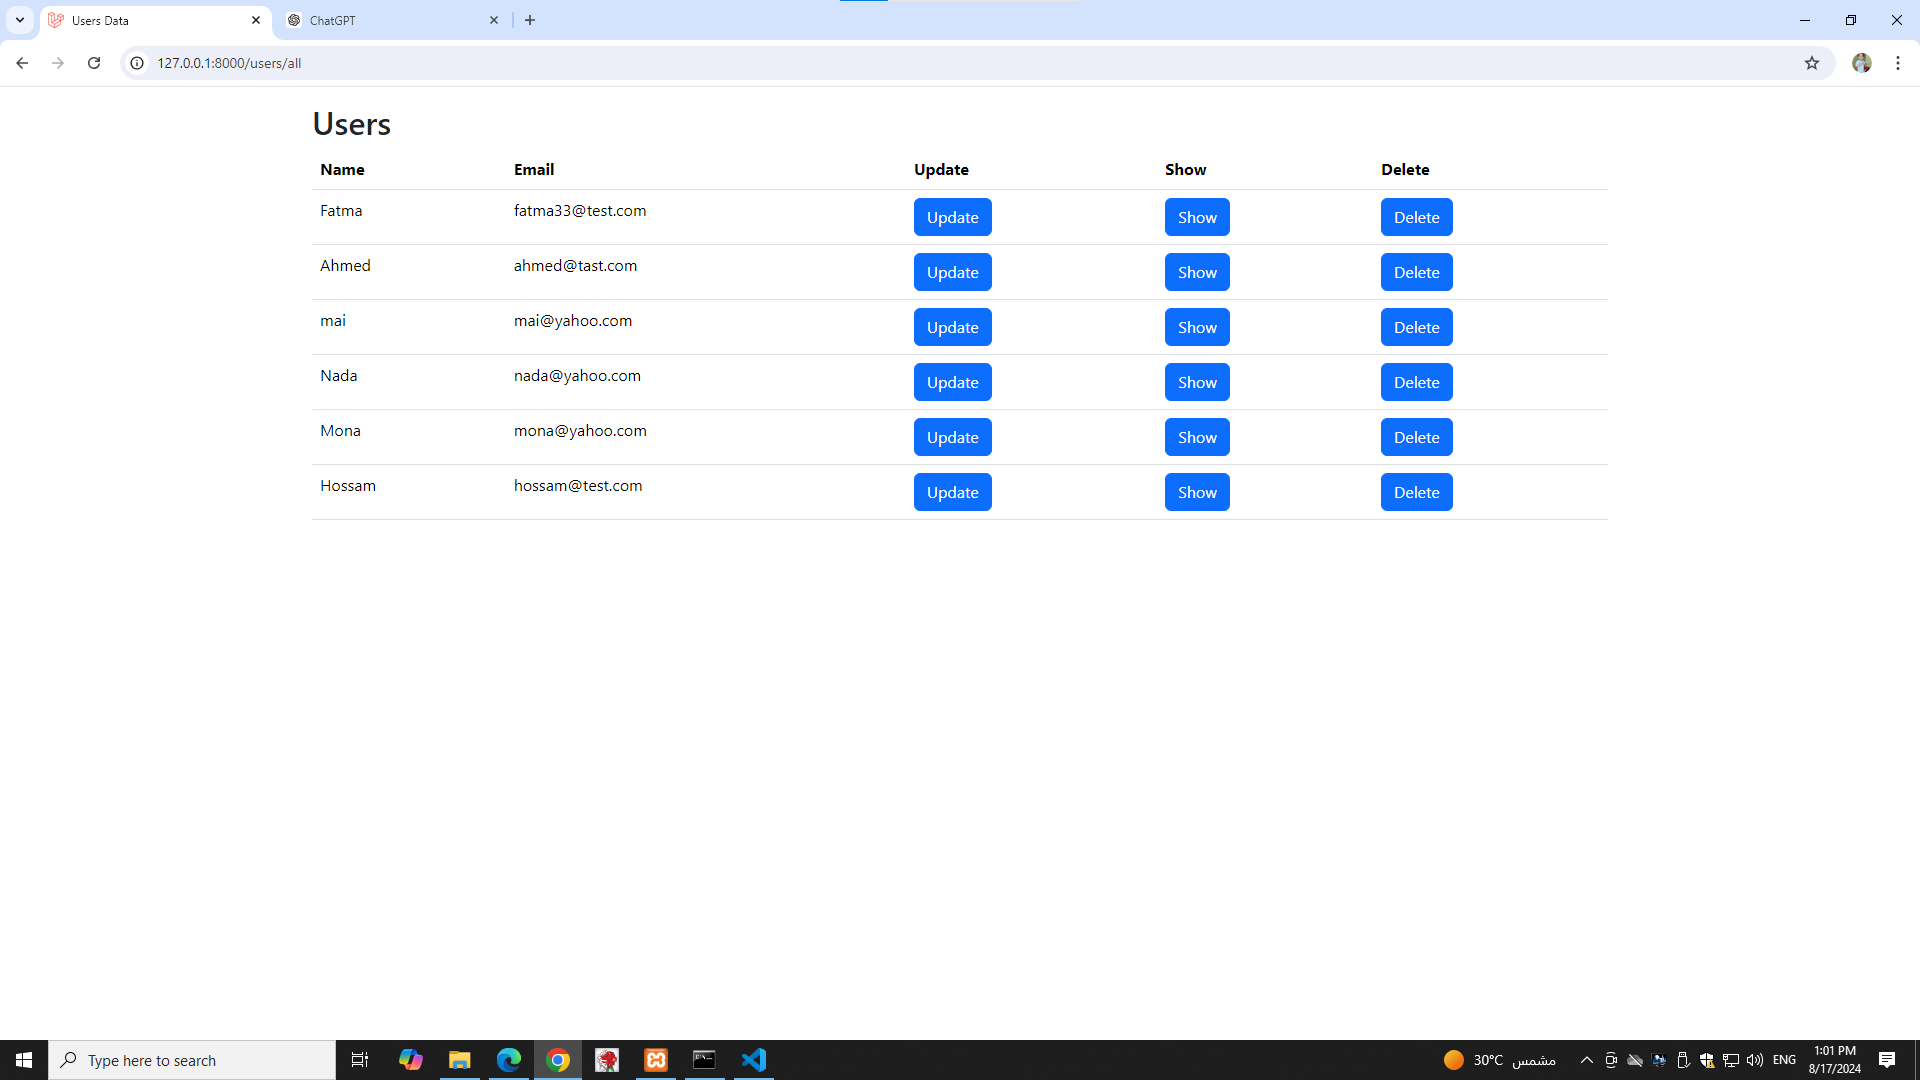 Users Data
ChatGPT
127.0.0.1:8000/users/all
Users
Name Email Update Show Delete
Fatma fatma33@test.com Update Show Delete
Ahmed ahmed@tast.com Update Show Delete
mai mai@yahoo.com Update Show Delete
Nada nada@yahoo.com Update Show Delete
Mona mona@yahoo.com Update Show Delete
Hossam hossam@test.com Update Show Delete
Type here to search
30°C مشمس
ENG
1:01 PM
8/17/2024